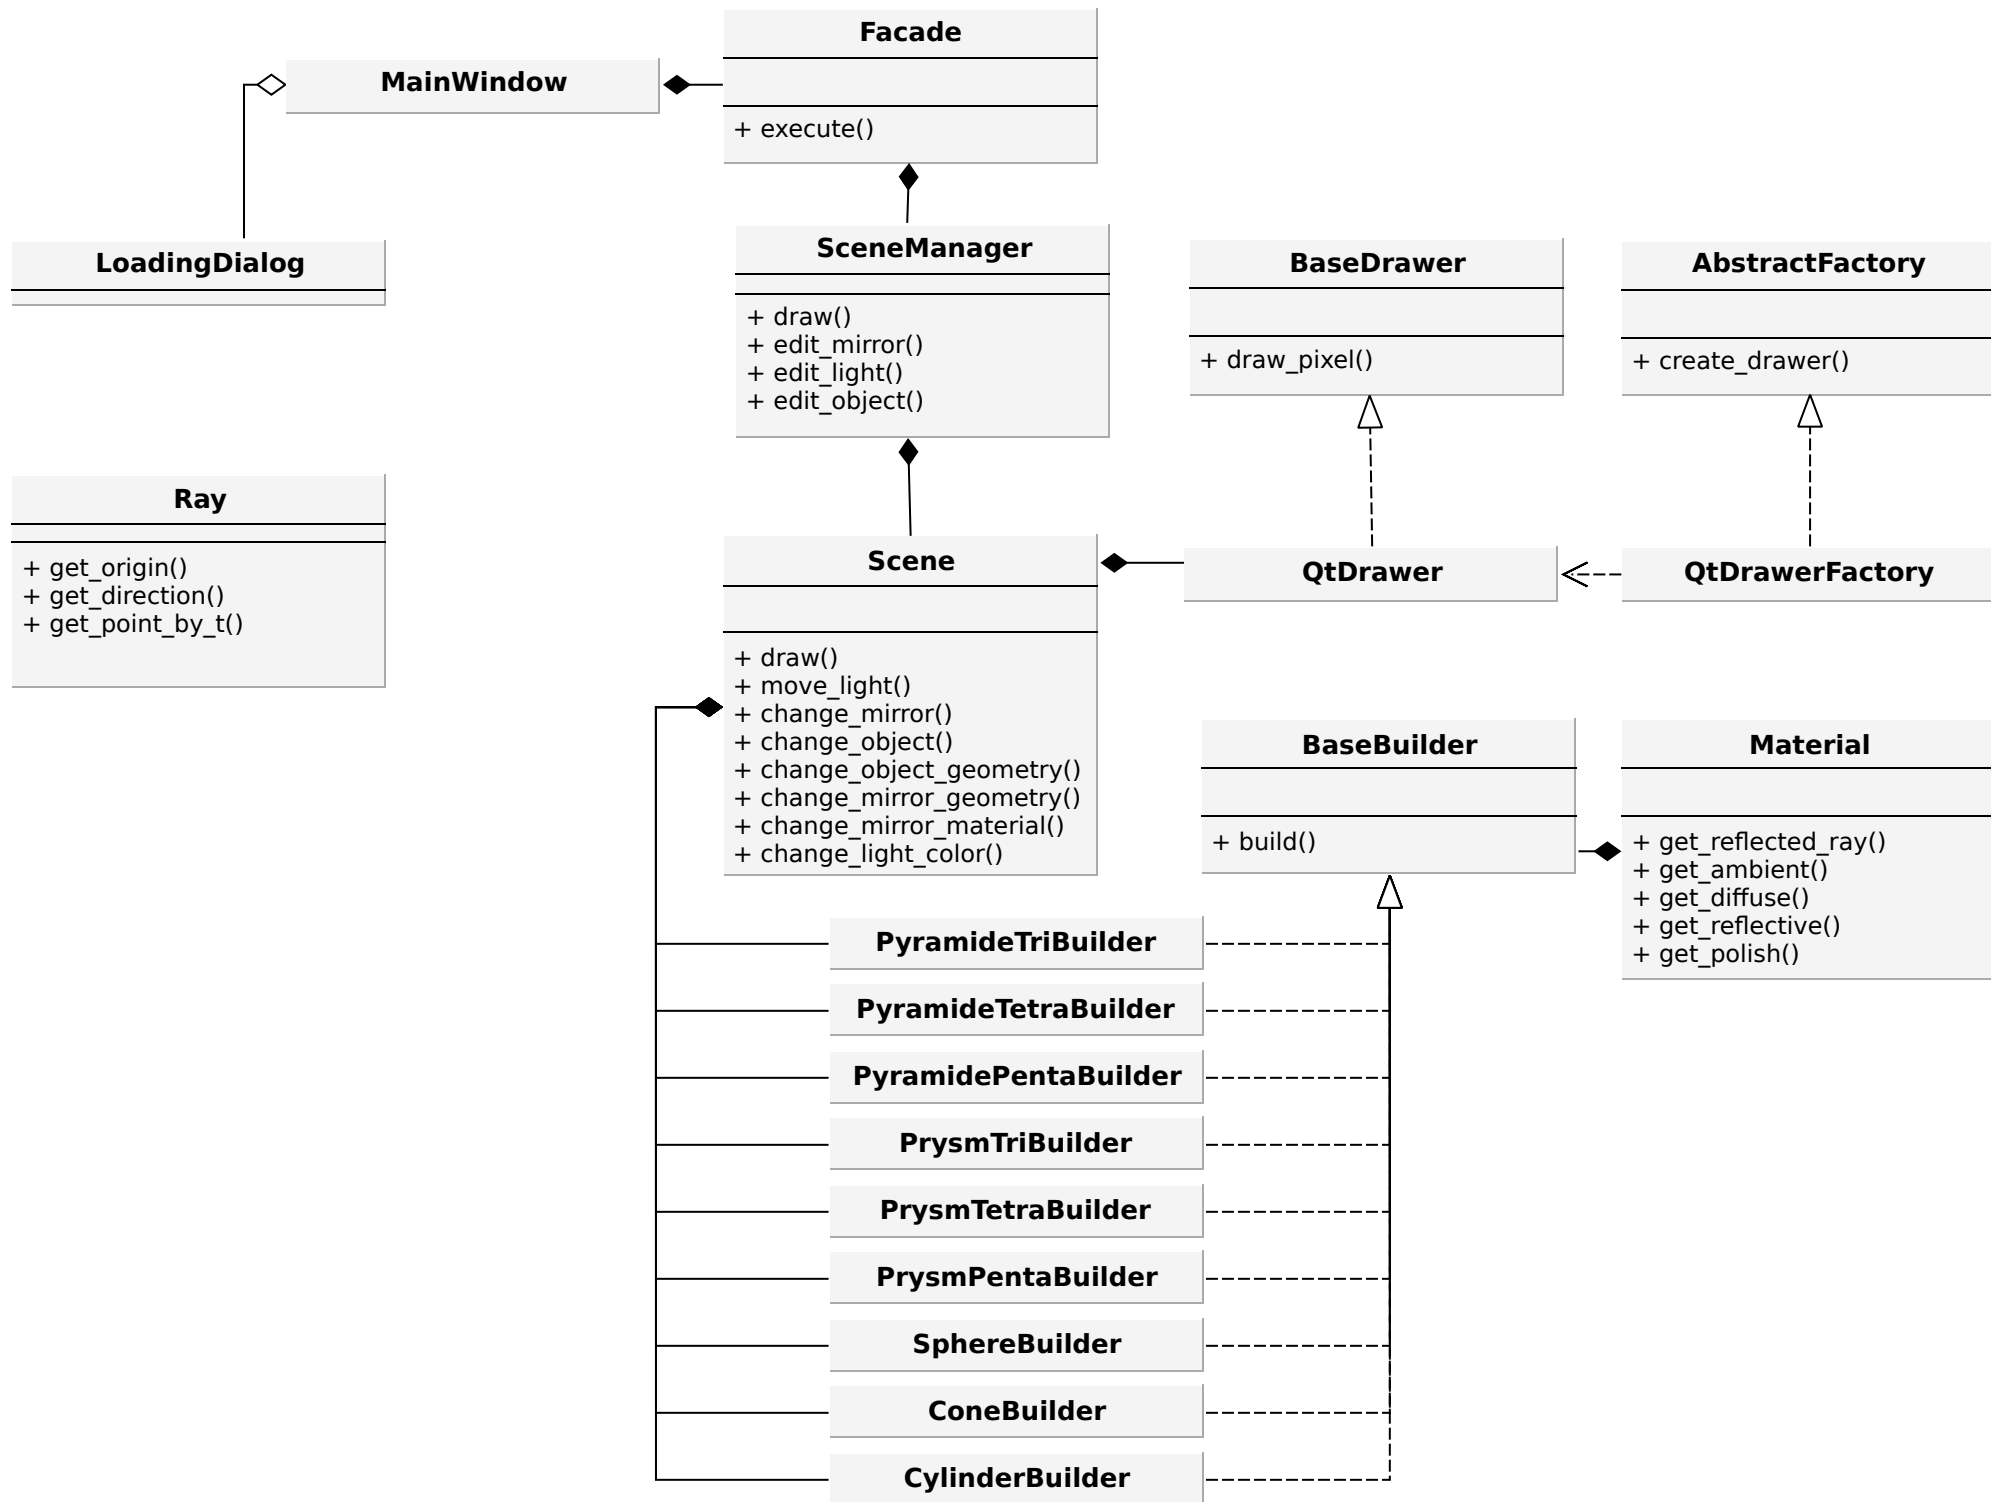 Facade
+ execute()
MainWindow
LoadingDialog
SceneManager
+ draw()
+ edit_mirror()
+ edit_light()
+ edit_object()
BaseDrawer
+ draw_pixel()
AbstractFactory
+ create_drawer()
Ray
+ get_origin()
+ get_direction()
+ get_point_by_t()
Scene
+ draw()
+ move_light()
+ change_mirror()
+ change_object()
+ change_object_geometry()
+ change_mirror_geometry()
+ change_mirror_material()
+ change_light_color()
QtDrawer
QtDrawerFactory
BaseBuilder
+ build()
Material
+ get_reflected_ray()
+ get_ambient()
+ get_diffuse()
+ get_reflective()
+ get_polish()
PyramideTriBuilder
PyramideTetraBuilder
PyramidePentaBuilder
PrysmTriBuilder
PrysmTetraBuilder
PrysmPentaBuilder
SphereBuilder
ConeBuilder
CylinderBuilder